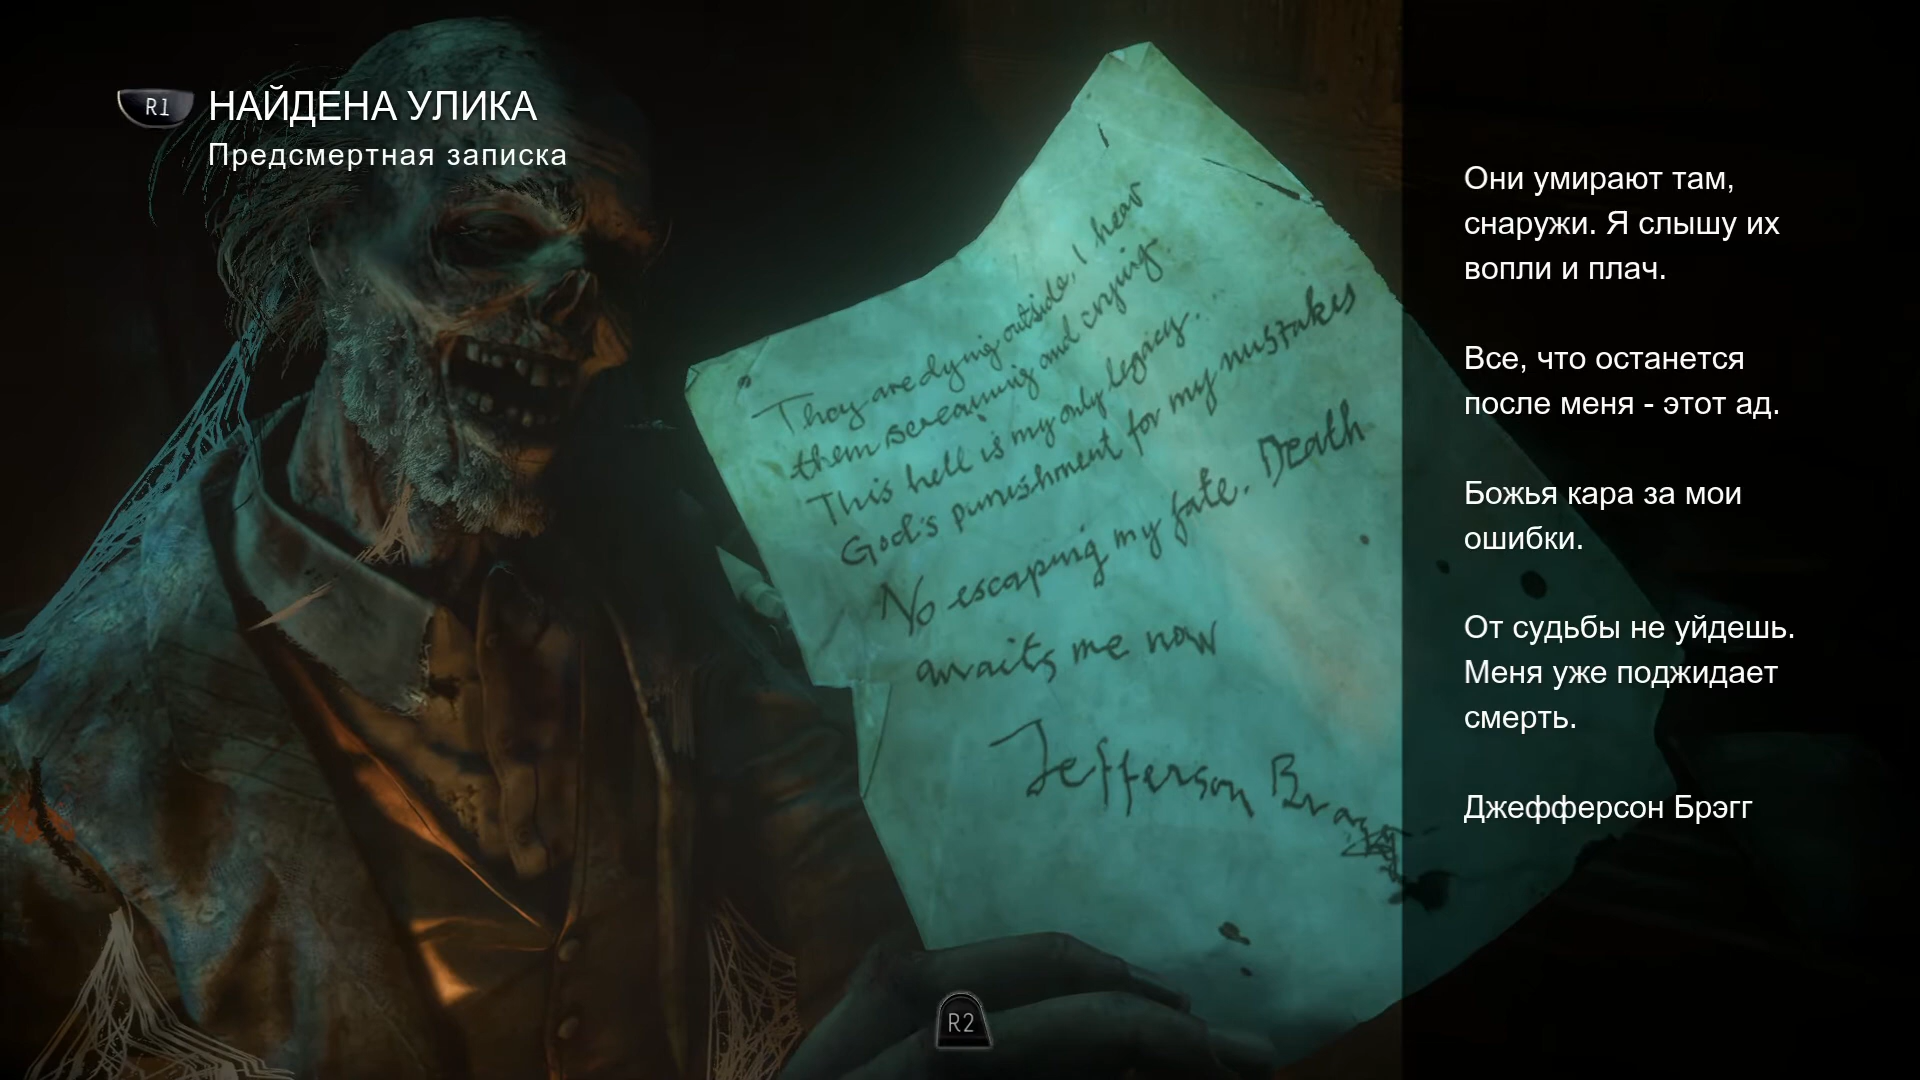 R1 НАЙДЕНА УЛИКА
Предсмертная записка
They are dying outside, I hear
them screaming and crying.
This hell is my only legacy.
God's punishment for my mistakes
No escaping my fate. Death
awaits me now
Jefferson Bragg
Они умирают там,
снаружи. Я слышу их
вопли и плач.
Все, что останется
после меня - этот ад.
Божья кара за мои
ошибки.
От судьбы не уйдешь.
Меня уже поджидает
смерть.
Джефферсон Брэгг
R2